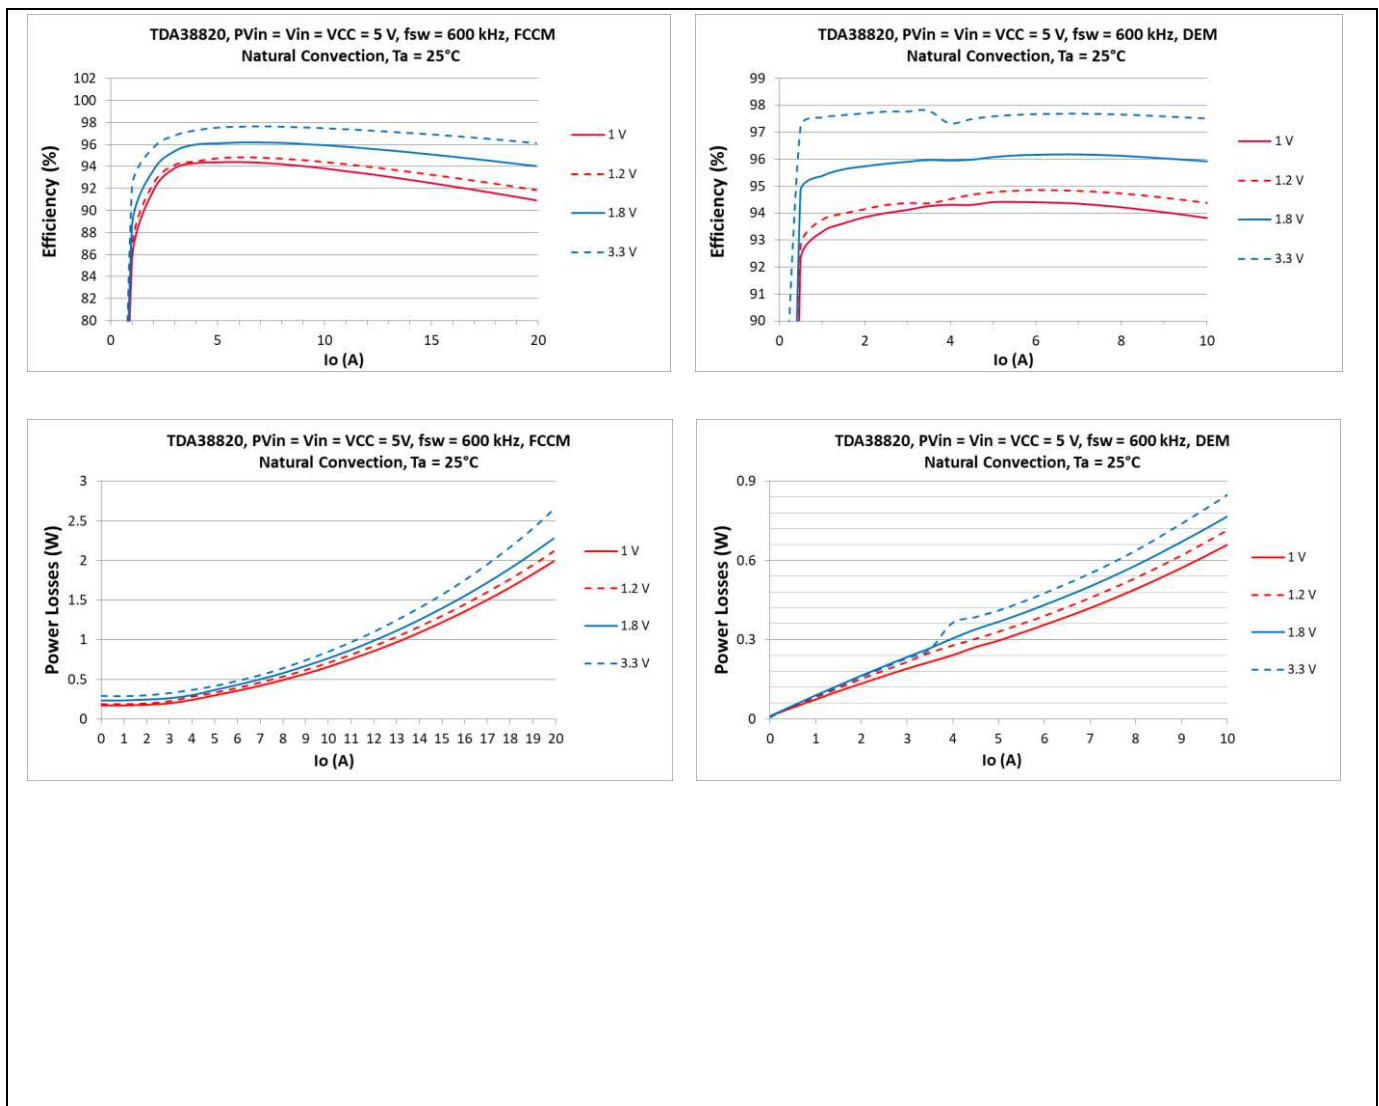 TDA38820, PVin = Vin = VCC = 5 V, fsw = 600 kHz, FCCM
Natural Convection, Ta = 25°C
Efficiency (%)
102
100
98
96
94
92
90
88
86
84
82
80
0
5
10
15
20
Io (A)
1 V
1.2 V
1.8 V
3.3 V
TDA38820, PVin = Vin = VCC = 5 V, fsw = 600 kHz, DEM
Natural Convection, Ta = 25°C
Efficiency (%)
99
98
97
96
95
94
93
92
91
90
0
2
4
6
8
10
Io (A)
1 V
1.2 V
1.8 V
3.3 V
TDA38820, PVin = Vin = VCC = 5V, fsw = 600 kHz, FCCM
Natural Convection, Ta = 25°C
Power Losses (W)
3
2.5
2
1.5
1
0.5
0
0 1 2 3 4 5 6 7 8 9 10 11 12 13 14 15 16 17 18 19 20
Io (A)
1 V
1.2 V
1.8 V
3.3 V
TDA38820, PVin = Vin = VCC = 5 V, fsw = 600 kHz, DEM
Natural Convection, Ta = 25°C
Power Losses (W)
0.9
0.6
0.3
0
0 1 2 3 4 5 6 7 8 9 10
Io (A)
1 V
1.2 V
1.8 V
3.3 V